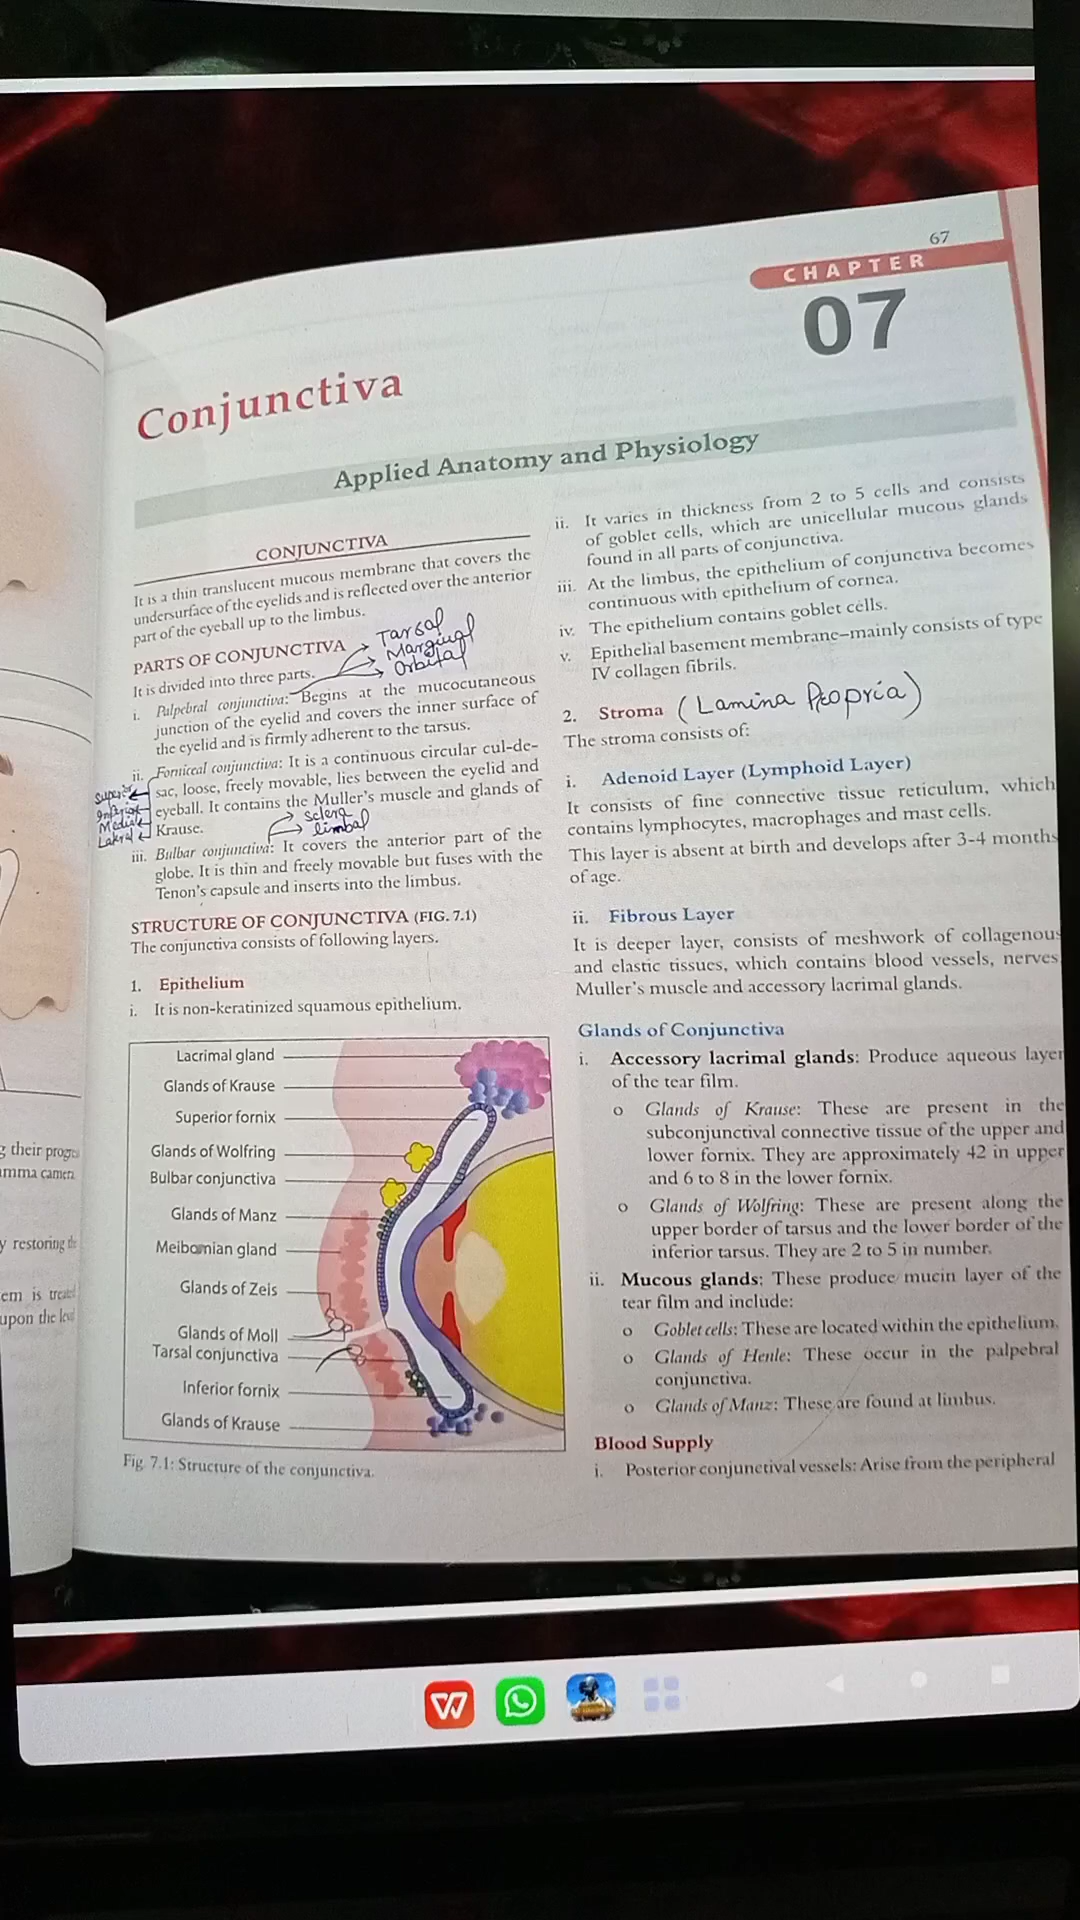 67
CHAPTER
07
Conjunctiva
Applied Anatomy and Physiology
CONJUNCTIVA
It is a thin translucent mucous membrane that covers the
undersurface of the eyelids and is reflected over the anterior
part of the eyeball up to the limbus.
PARTS OF CONJUNCTIVA
Tarsal
Marginal
Orbital
It is divided into three parts.
i. Palpebral conjunctiva: Begins at the mucocutaneous
junction of the eyelid and covers the inner surface of
the eyelid and is firmly adherent to the tarsus.
ii. Forniceal conjunctiva: It is a continuous circular cul-de-
sac, loose, freely movable, lies between the eyelid and
eyeball. It contains the Muller's muscle and glands of
Krause.
Superior
Inferior
Medial
Lateral
sclera
limbal
iii. Bulbar conjunctiva: It covers the anterior part of the
globe. It is thin and freely movable but fuses with the
Tenon's capsule and inserts into the limbus.
STRUCTURE OF CONJUNCTIVA (FIG. 7.1)
The conjunctiva consists of following layers.
1. Epithelium
i. It is non-keratinized squamous epithelium.
Lacrimal gland
Glands of Krause
Superior fornix
Glands of Wolfring
Bulbar conjunctiva
Glands of Manz
Meibomian gland
Glands of Zeis
Glands of Moll
Tarsal conjunctiva
Inferior fornix
Glands of Krause
Fig. 7.1: Structure of the conjunctiva.
ii. It varies in thickness from 2 to 5 cells and consists
of goblet cells, which are unicellular mucous glands
found in all parts of conjunctiva.
iii. At the limbus, the epithelium of conjunctiva becomes
continuous with epithelium of cornea.
iv. The epithelium contains goblet cells.
v. Epithelial basement membrane–mainly consists of type
IV collagen fibrils.
2. Stroma (Lamina Propria)
The stroma consists of:
i. Adenoid Layer (Lymphoid Layer)
It consists of fine connective tissue reticulum, which
contains lymphocytes, macrophages and mast cells.
This layer is absent at birth and develops after 3-4 months
of age.
ii. Fibrous Layer
It is deeper layer, consists of meshwork of collagenous
and elastic tissues, which contains blood vessels, nerves
Muller's muscle and accessory lacrimal glands.
Glands of Conjunctiva
i. Accessory lacrimal glands: Produce aqueous layer
of the tear film.
o Glands of Krause: These are present in the
subconjunctival connective tissue of the upper and
lower fornix. They are approximately 42 in upper
and 6 to 8 in the lower fornix.
o Glands of Wolfring: These are present along the
upper border of tarsus and the lower border of the
inferior tarsus. They are 2 to 5 in number.
ii. Mucous glands: These produce mucin layer of the
tear film and include:
o Goblet cells: These are located within the epithelium.
o Glands of Henle: These occur in the palpebral
conjunctiva.
o Glands of Manz: These are found at limbus.
Blood Supply
i. Posterior conjunctival vessels: Arise from the peripheral
their
camera
restoring the
em is treated
upon the